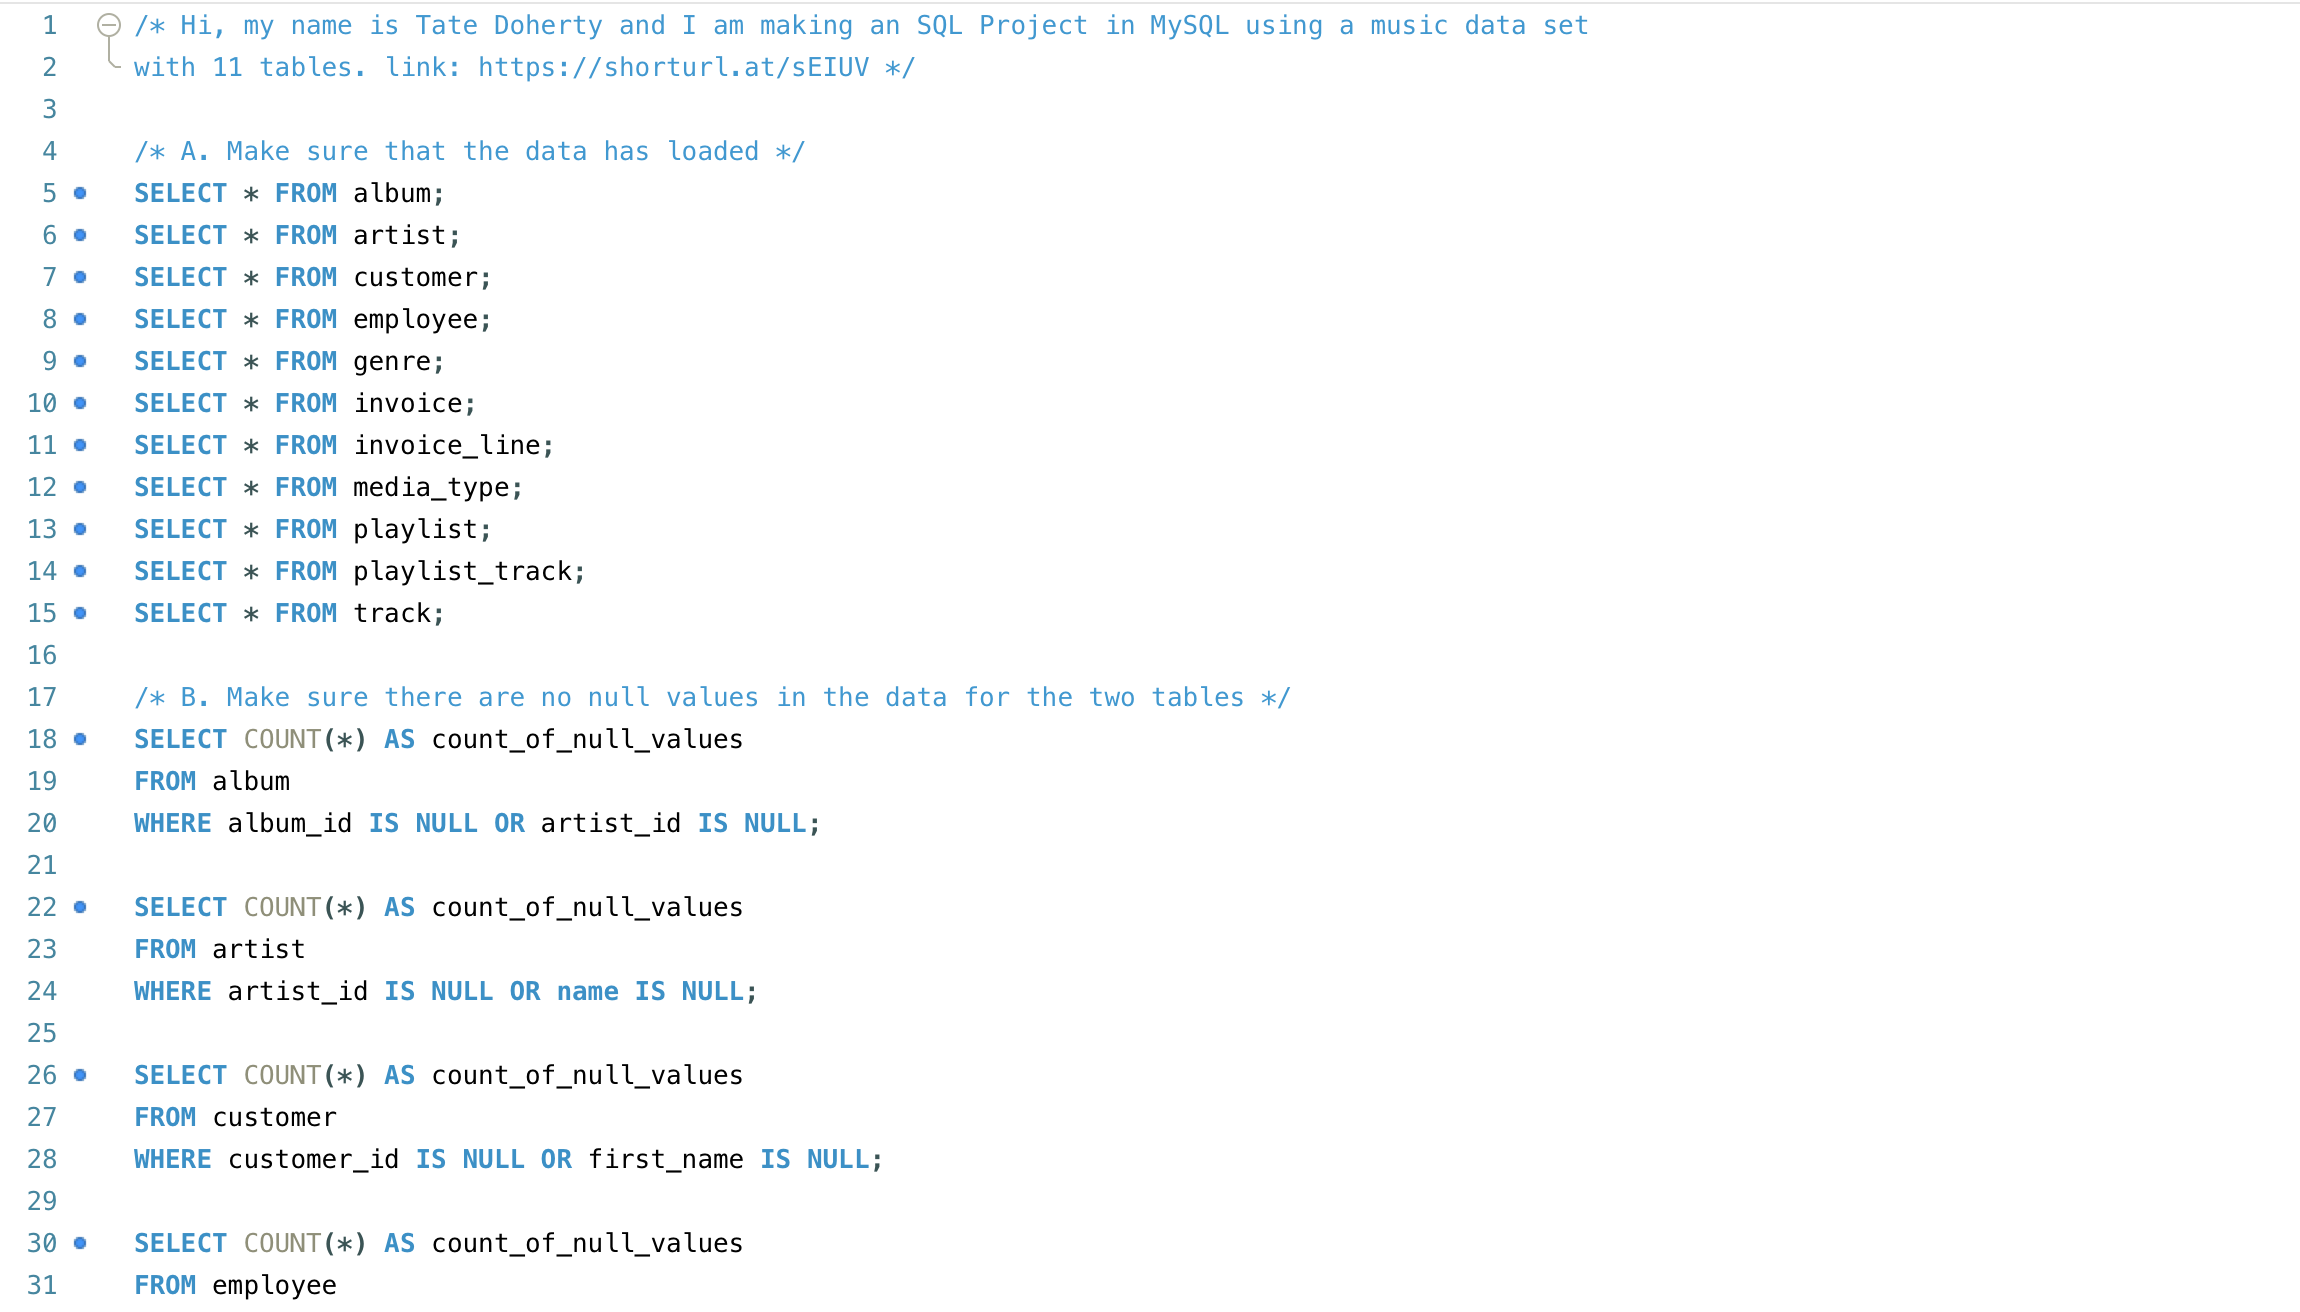 1 /* Hi, my name is Tate Doherty and I am making an SQL Project in MySQL using a music data set
2 with 11 tables. link: https://shorturl.at/sEIUV */
3
4 /* A. Make sure that the data has loaded */
5 SELECT * FROM album;
6 SELECT * FROM artist;
7 SELECT * FROM customer;
8 SELECT * FROM employee;
9 SELECT * FROM genre;
10 SELECT * FROM invoice;
11 SELECT * FROM invoice_line;
12 SELECT * FROM media_type;
13 SELECT * FROM playlist;
14 SELECT * FROM playlist_track;
15 SELECT * FROM track;
16
17 /* B. Make sure there are no null values in the data for the two tables */
18 SELECT COUNT(*) AS count_of_null_values
19 FROM album
20 WHERE album_id IS NULL OR artist_id IS NULL;
21
22 SELECT COUNT(*) AS count_of_null_values
23 FROM artist
24 WHERE artist_id IS NULL OR name IS NULL;
25
26 SELECT COUNT(*) AS count_of_null_values
27 FROM customer
28 WHERE customer_id IS NULL OR first_name IS NULL;
29
30 SELECT COUNT(*) AS count_of_null_values
31 FROM employee